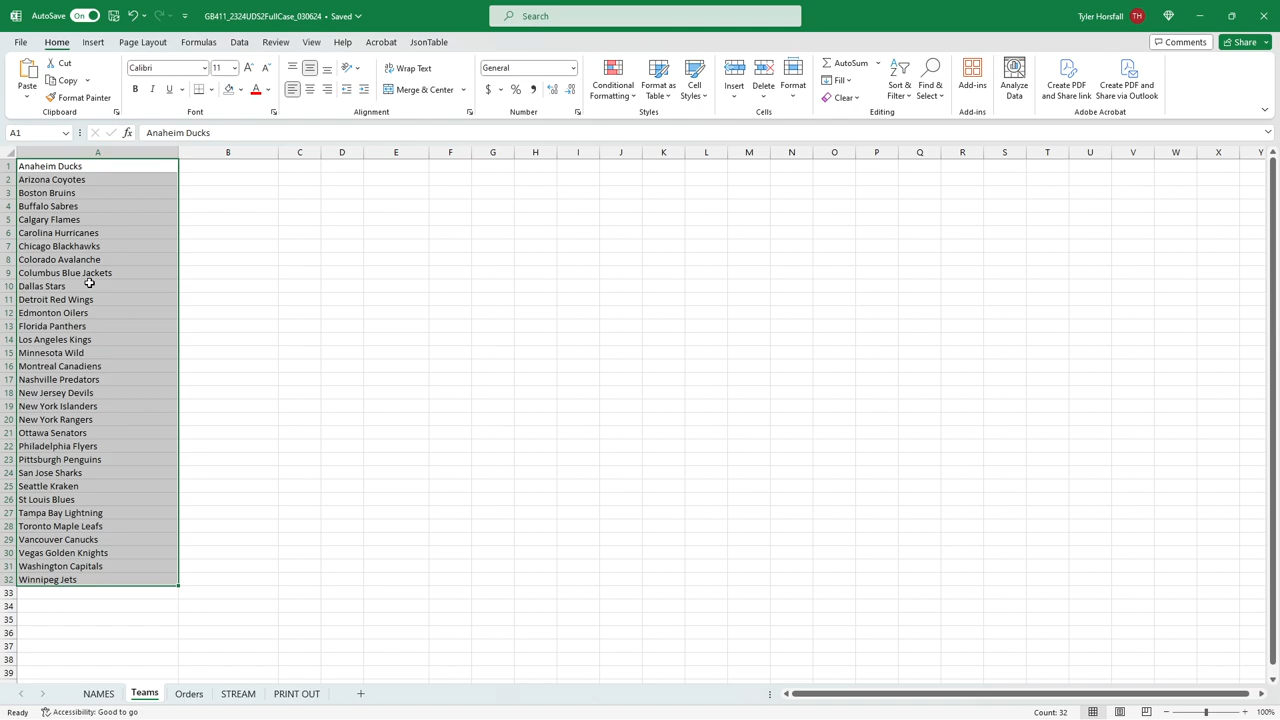 AutoSave On GB411_2324UDS2FullCase_030624 • Saved Search Tyler Horsfall TH
File Home Insert Page Layout Formulas Data Review View Help Acrobat JsonTable Comments Share
Paste Cut Copy Format Painter Clipboard
Calibri 11 A A B I U A Font
Wrap Text Merge & Center Alignment
General $ % , Number
Conditional Formatting Format as Table Cell Styles Styles
Insert Delete Format Cells
AutoSum Fill Clear Sort & Filter Find & Select Editing
Add-ins Add-ins
Analyze Data
Create PDF and Share link Create PDF and Share via Outlook Adobe Acrobat
A1 fx Anaheim Ducks
A B C D E F G H I J K L M N O P Q R S T U V W X Y
1 Anaheim Ducks
2 Arizona Coyotes
3 Boston Bruins
4 Buffalo Sabres
5 Calgary Flames
6 Carolina Hurricanes
7 Chicago Blackhawks
8 Colorado Avalanche
9 Columbus Blue Jackets
10 Dallas Stars
11 Detroit Red Wings
12 Edmonton Oilers
13 Florida Panthers
14 Los Angeles Kings
15 Minnesota Wild
16 Montreal Canadiens
17 Nashville Predators
18 New Jersey Devils
19 New York Islanders
20 New York Rangers
21 Ottawa Senators
22 Philadelphia Flyers
23 Pittsburgh Penguins
24 San Jose Sharks
25 Seattle Kraken
26 St Louis Blues
27 Tampa Bay Lightning
28 Toronto Maple Leafs
29 Vancouver Canucks
30 Vegas Golden Knights
31 Washington Capitals
32 Winnipeg Jets
33
34
35
36
37
38
39
NAMES Teams Orders STREAM PRINT OUT +
Ready Accessibility: Good to go Count: 32 100%